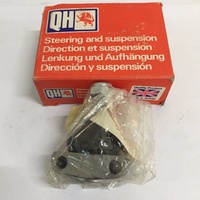 QH
Steering and suspension
Direction et suspension
Lenkung und Aufhängung
Dirección y suspensión